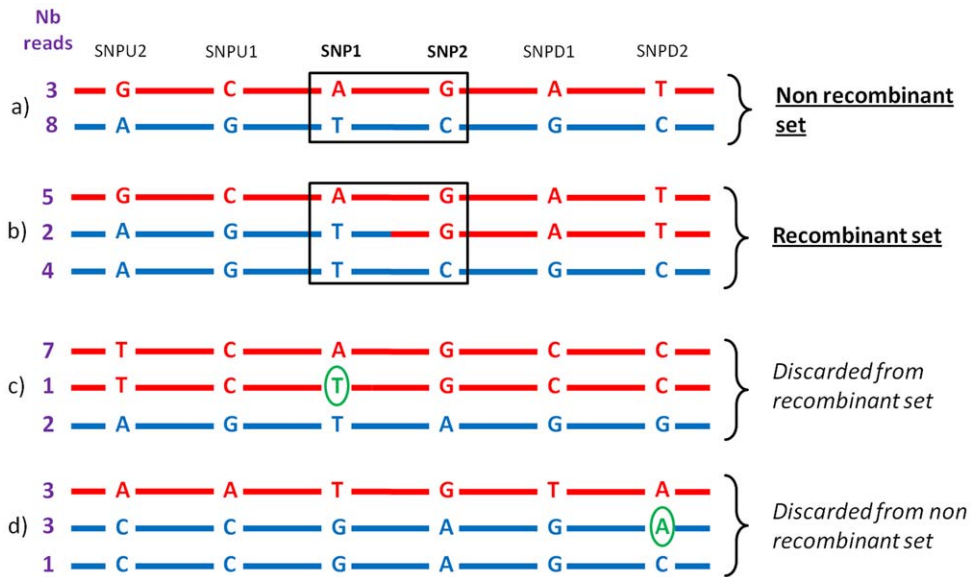 Nb
reads
SNPU2 SNPU1 SNP1 SNP2 SNPD1 SNPD2
a)
3 G C A G A T
8 A G T C G C
Non recombinant
set
b)
5 G C A G A T
2 A G T G A T
4 A G T C G C
Recombinant set
c)
7 T C A G C C
1 T C T G C C
2 A G T A G G
Discarded from
recombinant set
d)
3 A A T G T A
3 C C G A G A
1 C C G A G C
Discarded from non
recombinant set